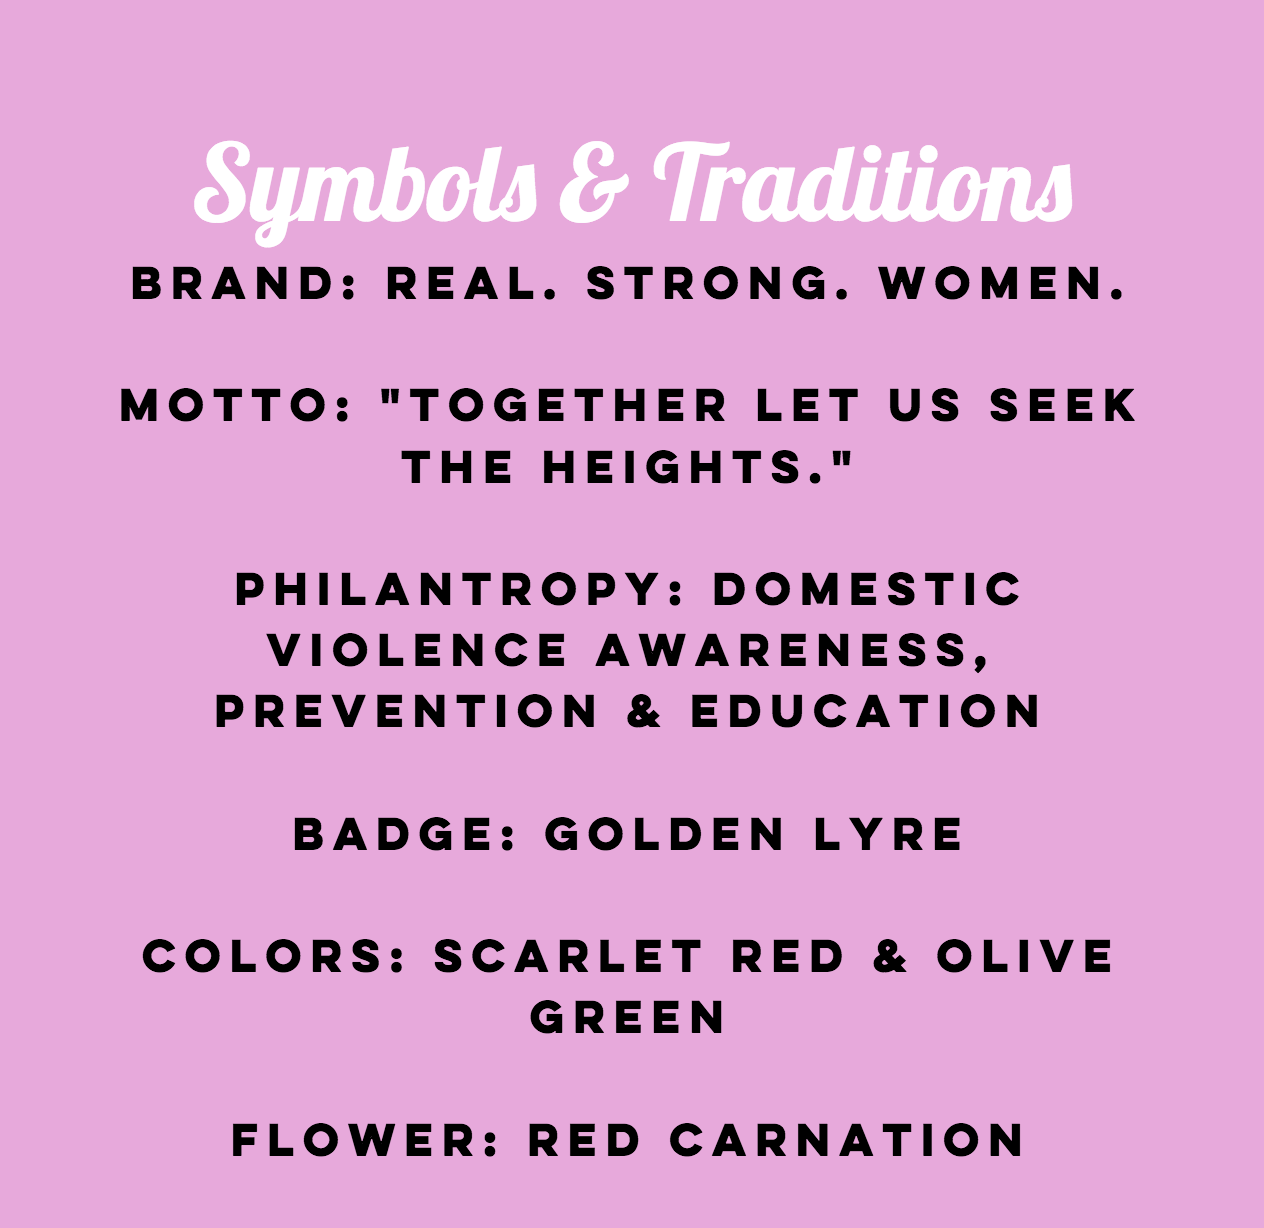 Symbols & Traditions
BRAND: REAL. STRONG. WOMEN.
MOTTO: "TOGETHER LET US SEEK
THE HEIGHTS."
PHILANTROPY: DOMESTIC
VIOLENCE AWARENESS,
PREVENTION & EDUCATION
BADGE: GOLDEN LYRE
COLORS: SCARLET RED & OLIVE
GREEN
FLOWER: RED CARNATION